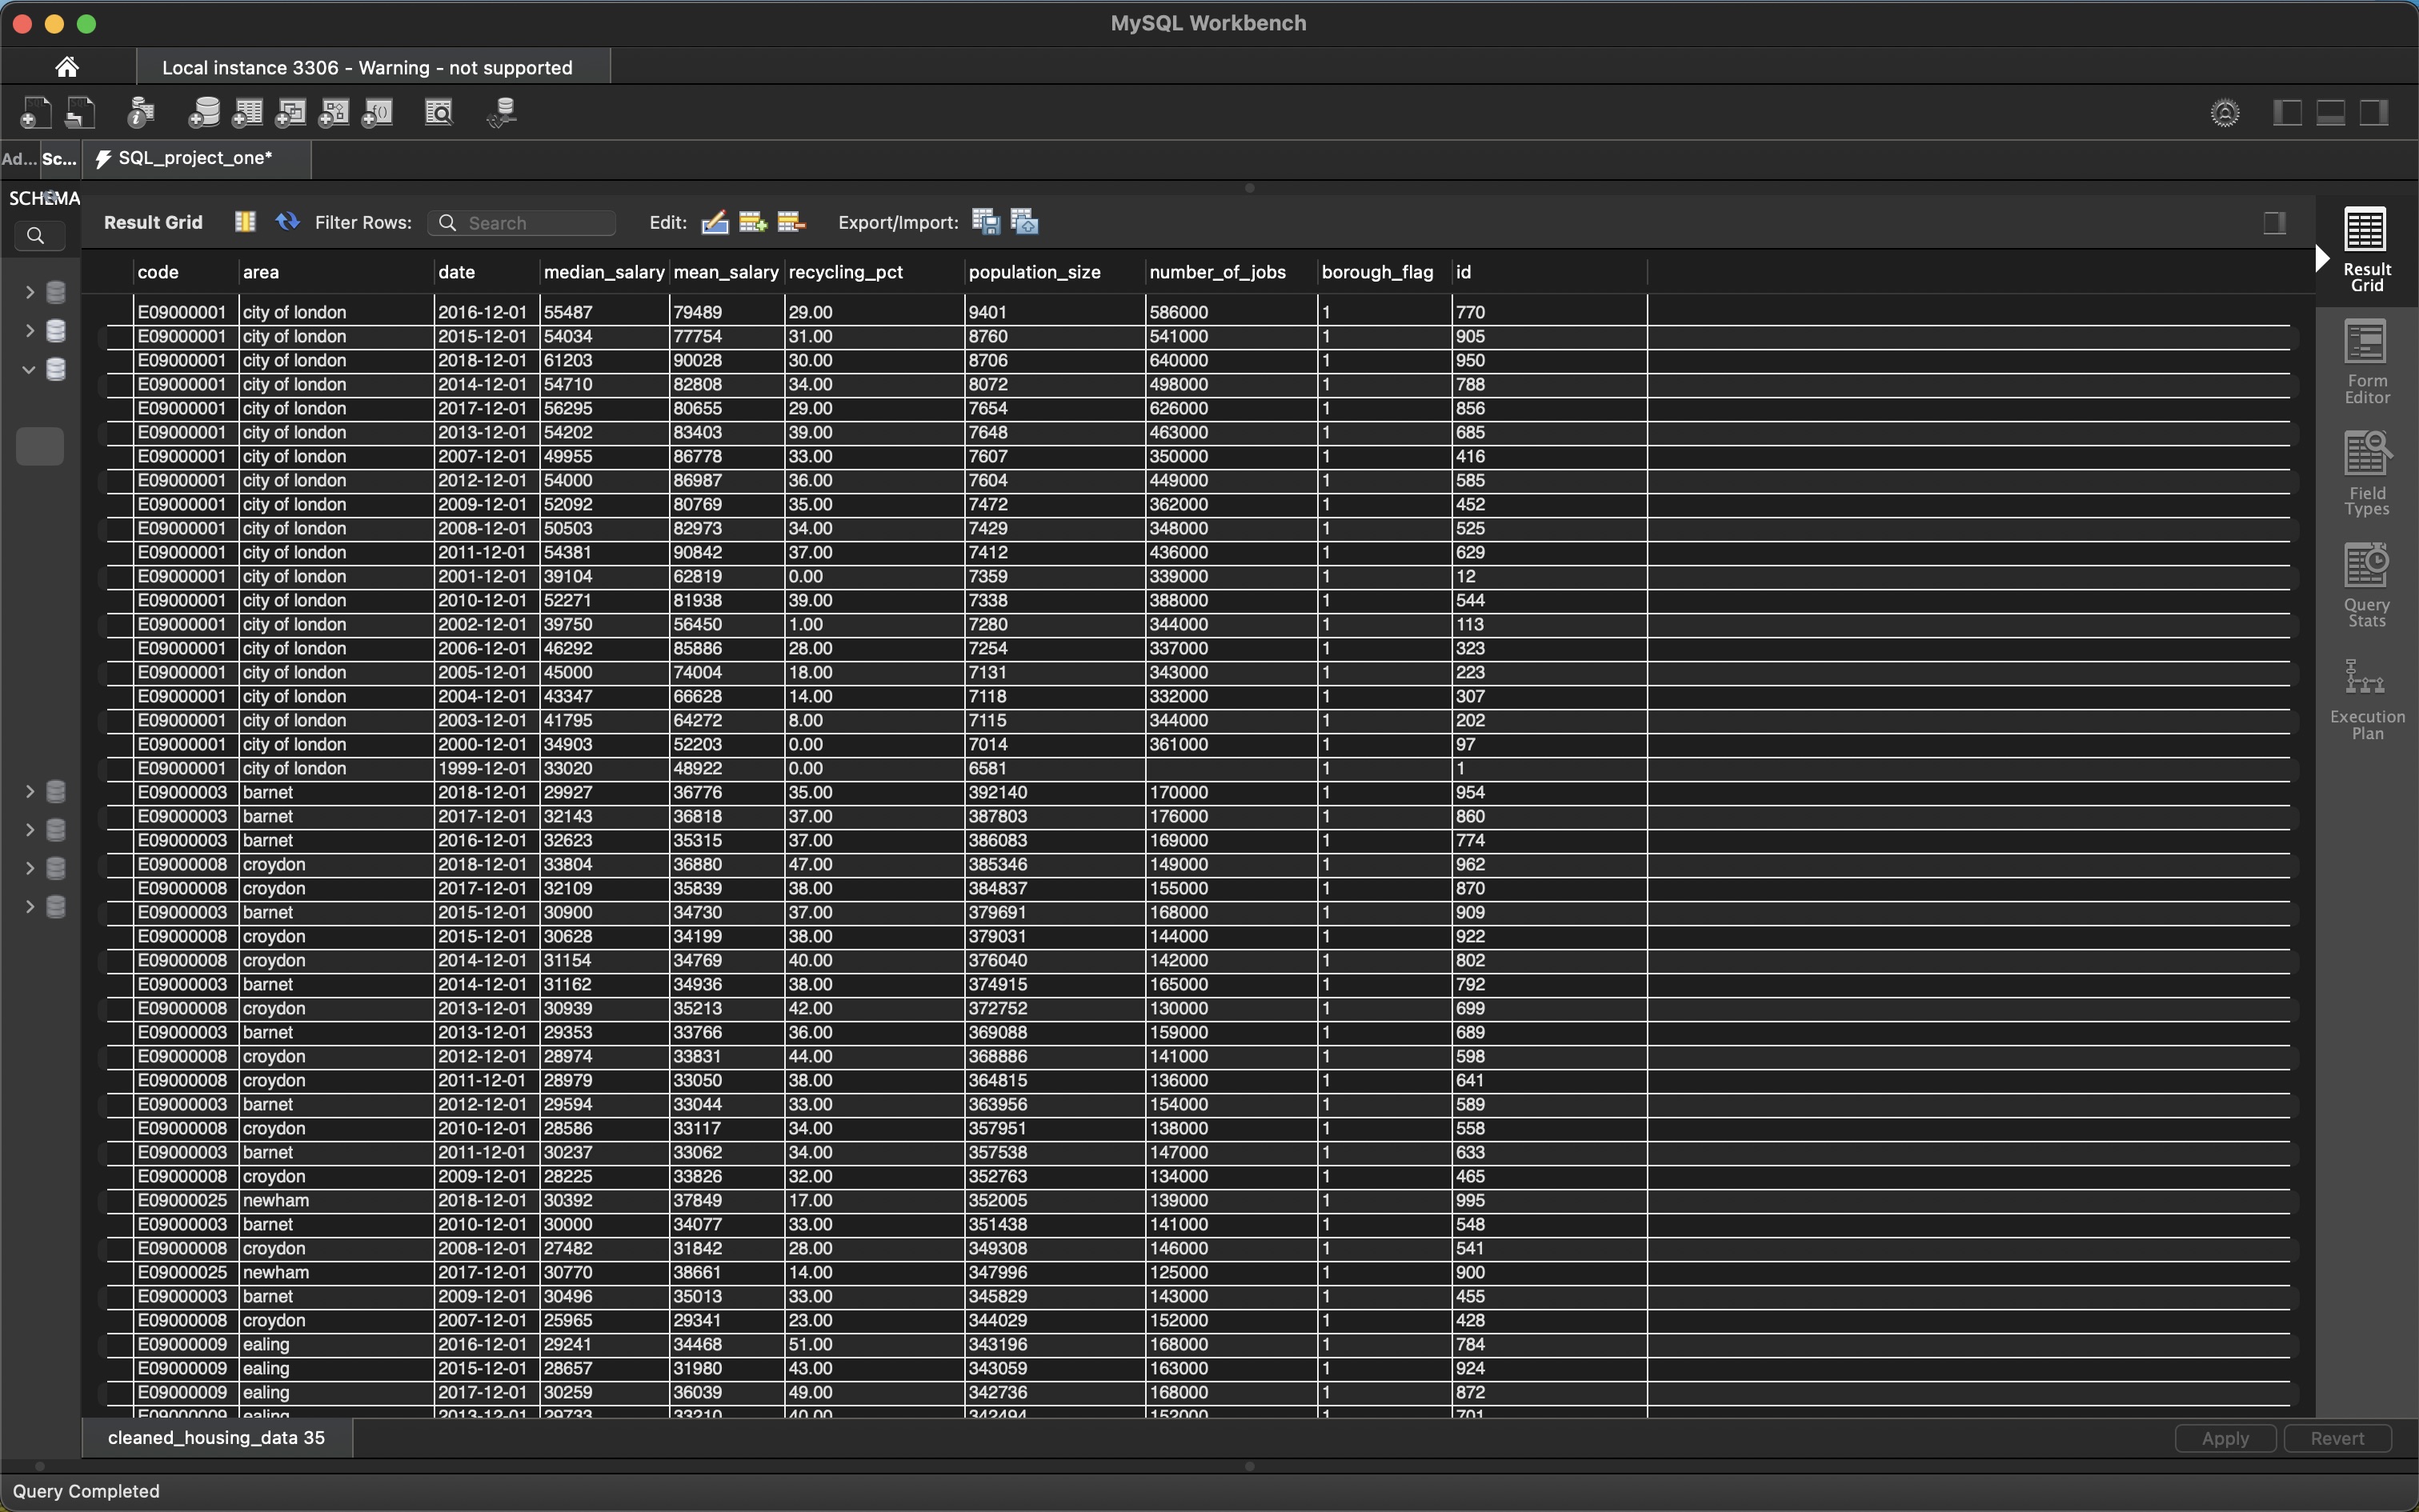 MySQL Workbench
Local instance 3306 - Warning - not supported
Ad... Sc... SQL_project_one*
SCHEMA
Result Grid Filter Rows: Search Edit: Export/Import:
code area date median_salary mean_salary recycling_pct population_size number_of_jobs borough_flag id
E09000001 city of london 2016-12-01 55487 79489 29.00 9401 586000 1 770
E09000001 city of london 2015-12-01 54034 77754 31.00 8760 541000 1 905
E09000001 city of london 2018-12-01 61203 90028 30.00 8706 640000 1 950
E09000001 city of london 2014-12-01 54710 82808 34.00 8072 498000 1 788
E09000001 city of london 2017-12-01 56295 80655 29.00 7654 626000 1 856
E09000001 city of london 2013-12-01 54202 83403 39.00 7648 463000 1 685
E09000001 city of london 2007-12-01 49955 86778 33.00 7607 350000 1 416
E09000001 city of london 2012-12-01 54000 86987 36.00 7604 449000 1 585
E09000001 city of london 2009-12-01 52092 80769 35.00 7472 362000 1 452
E09000001 city of london 2008-12-01 50503 82973 34.00 7429 348000 1 525
E09000001 city of london 2011-12-01 54381 90842 37.00 7412 436000 1 629
E09000001 city of london 2001-12-01 39104 62819 0.00 7359 339000 1 12
E09000001 city of london 2010-12-01 52271 81938 39.00 7338 388000 1 544
E09000001 city of london 2002-12-01 39750 56450 1.00 7280 344000 1 113
E09000001 city of london 2006-12-01 46292 85886 28.00 7254 337000 1 323
E09000001 city of london 2005-12-01 45000 74004 18.00 7131 343000 1 223
E09000001 city of london 2004-12-01 43347 66628 14.00 7118 332000 1 307
E09000001 city of london 2003-12-01 41795 64272 8.00 7115 344000 1 202
E09000001 city of london 2000-12-01 34903 52203 0.00 7014 361000 1 97
E09000001 city of london 1999-12-01 33020 48922 0.00 6581 1 1
E09000003 barnet 2018-12-01 29927 36776 35.00 392140 170000 1 954
E09000003 barnet 2017-12-01 32143 36818 37.00 387803 176000 1 860
E09000003 barnet 2016-12-01 32623 35315 37.00 386083 169000 1 774
E09000008 croydon 2018-12-01 33804 36880 47.00 385346 149000 1 962
E09000008 croydon 2017-12-01 32109 35839 38.00 384837 155000 1 870
E09000003 barnet 2015-12-01 30900 34730 37.00 379691 168000 1 909
E09000008 croydon 2015-12-01 30628 34199 38.00 379031 144000 1 922
E09000008 croydon 2014-12-01 31154 34769 40.00 376040 142000 1 802
E09000003 barnet 2014-12-01 31162 34936 38.00 374915 165000 1 792
E09000008 croydon 2013-12-01 30939 35213 42.00 372752 130000 1 699
E09000003 barnet 2013-12-01 29353 33766 36.00 369088 159000 1 689
E09000008 croydon 2012-12-01 28974 33831 44.00 368886 141000 1 598
E09000008 croydon 2011-12-01 28979 33050 38.00 364815 136000 1 641
E09000003 barnet 2012-12-01 29594 33044 33.00 363956 154000 1 589
E09000008 croydon 2010-12-01 28586 33117 34.00 357951 138000 1 558
E09000003 barnet 2011-12-01 30237 33062 34.00 357538 147000 1 633
E09000008 croydon 2009-12-01 28225 33826 32.00 352763 134000 1 465
E09000025 newham 2018-12-01 30392 37849 17.00 352005 139000 1 995
E09000003 barnet 2010-12-01 30000 34077 33.00 351438 141000 1 548
E09000008 croydon 2008-12-01 27482 31842 28.00 349308 146000 1 541
E09000025 newham 2017-12-01 30770 38661 14.00 347996 125000 1 900
E09000003 barnet 2009-12-01 30496 35013 33.00 345829 143000 1 455
E09000008 croydon 2007-12-01 25965 29341 23.00 344029 152000 1 428
E09000009 ealing 2016-12-01 29241 34468 51.00 343196 168000 1 784
E09000009 ealing 2015-12-01 28657 31980 43.00 343059 163000 1 924
E09000009 ealing 2017-12-01 30259 36039 49.00 342736 168000 1 872
E09000009 ealing 2013-12-01 29733 33210 40.00 342494 152000 1 701
Result
Grid
Form
Editor
Field
Types
Query
Stats
Execution
Plan
cleaned_housing_data 35
Apply Revert
Query Completed